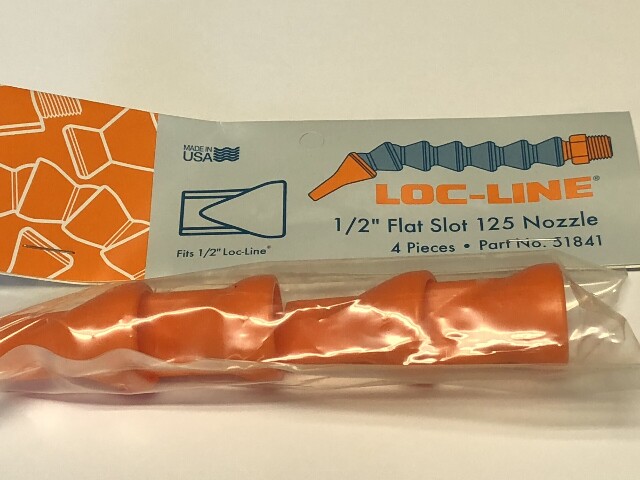 MADE IN
USA
LOC-LINE®
1/2" Flat Slot 125 Nozzle
4 Pieces • Part No. 31841
Fits 1/2" Loc-Line®